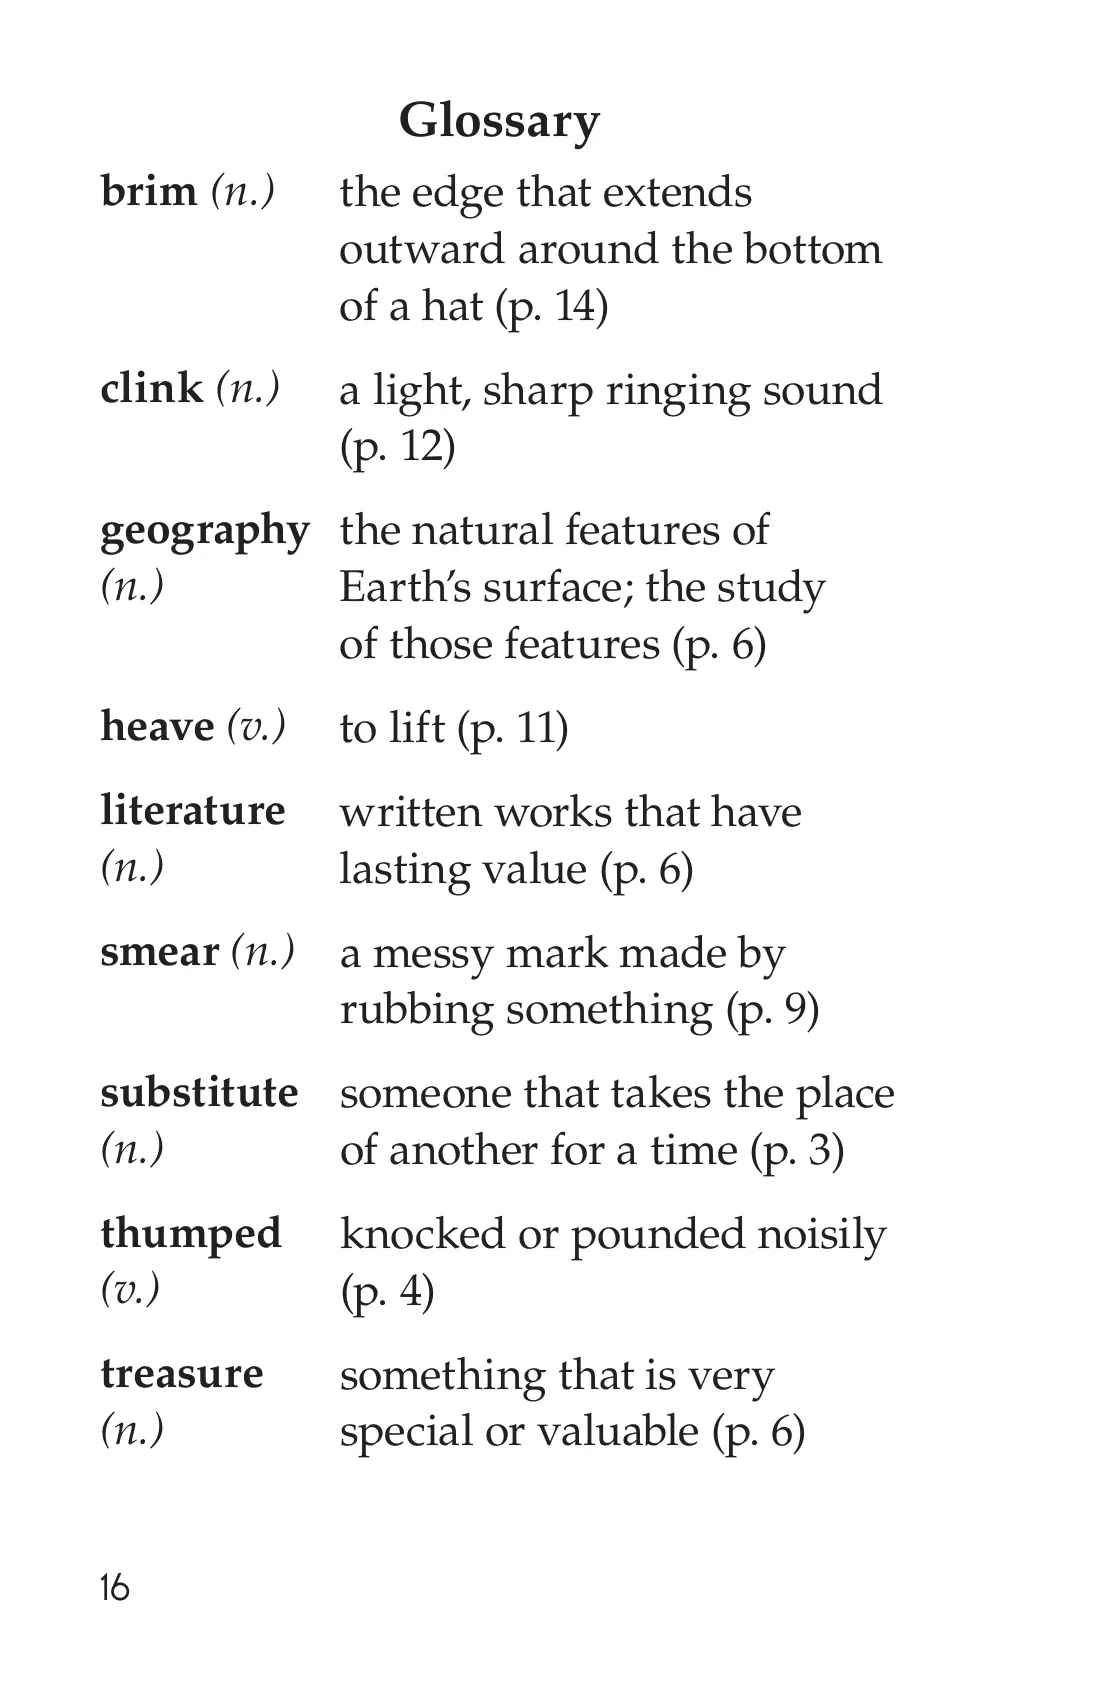 Glossary
brim (n.) the edge that extends
outward around the bottom
of a hat (p. 14)
clink (n.) a light, sharp ringing sound
(p. 12)
geography the natural features of
(n.) Earth’s surface; the study
of those features (p. 6)
heave (v.) to lift (p. 11)
literature written works that have
(n.) lasting value (p. 6)
smear (n.) a messy mark made by
rubbing something (p. 9)
substitute someone that takes the place
(n.) of another for a time (p. 3)
thumped knocked or pounded noisily
(v.) (p. 4)
treasure something that is very
(n.) special or valuable (p. 6)
16